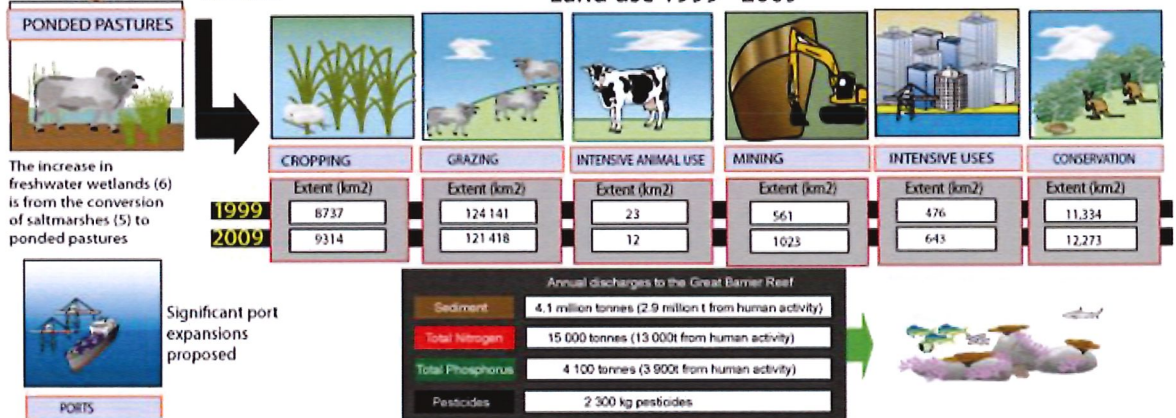 Land use 1999 - 2009
PONDED PASTURES
The increase in
freshwater wetlands (6)
is from the conversion
of saltmarshes (5) to
ponded pastures
CROPPING
GRAZING
INTENSIVE ANIMAL USE
MINING
INTENSIVE USES
CONSERVATION
Extent (km2)
Extent (km2)
Extent (km2)
Extent (km2)
Extent (km2)
Extent (km2)
1999
8737
124 141
23
561
476
11,334
2009
9314
121 418
12
1023
643
12,273
Significant port
expansions
proposed
PORTS
Annual discharges to the Great Barrier Reef
Sediment
4.1 million tonnes (2.9 million t from human activity)
Total Nitrogen
15 000 tonnes (13 000t from human activity)
Total Phosphorus
4 100 tonnes (3 900t from human activity)
Pesticides
2 300 kg pesticides